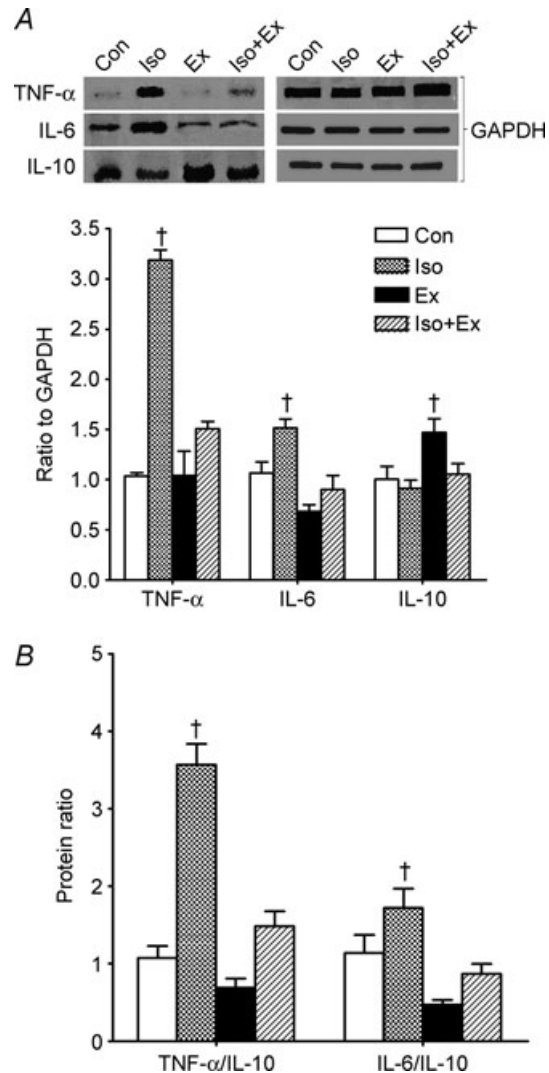 A
Con Iso Ex Iso+Ex Con Iso Ex Iso+Ex
TNF-α
IL-6
IL-10
GAPDH
3.5
3.0
2.5
2.0
1.5
1.0
0.5
0.0
Ratio to GAPDH
† † †
Con
Iso
Ex
Iso+Ex
TNF-α IL-6 IL-10
B
5
4
3
2
1
0
Protein ratio
† †
TNF-α/IL-10 IL-6/IL-10